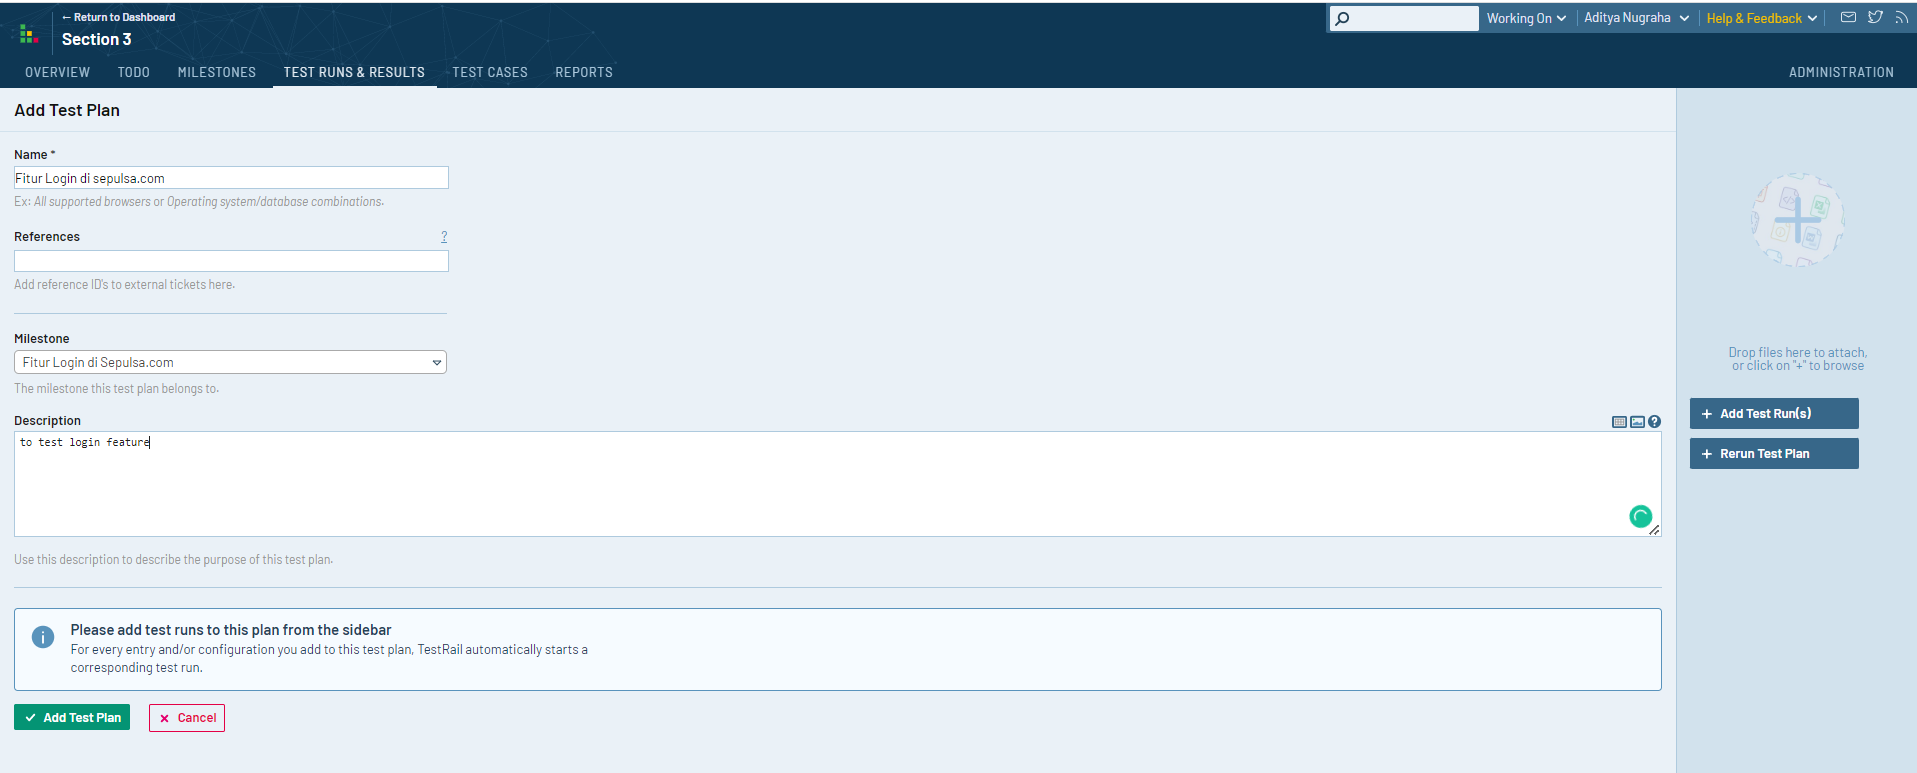 ← Return to Dashboard
Section 3
Working On
Aditya Nugraha
Help & Feedback
OVERVIEW TODO MILESTONES TEST RUNS & RESULTS TEST CASES REPORTS ADMINISTRATION
Add Test Plan
Name *
Fitur Login di sepulsa.com
Ex: All supported browsers or Operating system/database combinations.
References ?
Add reference ID's to external tickets here.
Milestone
Fitur Login di Sepulsa.com
The milestone this test plan belongs to.
Description
to test login feature
Use this description to describe the purpose of this test plan.
Please add test runs to this plan from the sidebar
For every entry and/or configuration you add to this test plan, TestRail automatically starts a
corresponding test run.
Add Test Plan
Cancel
Drop files here to attach,
or click on "+" to browse
+ Add Test Run(s)
+ Rerun Test Plan